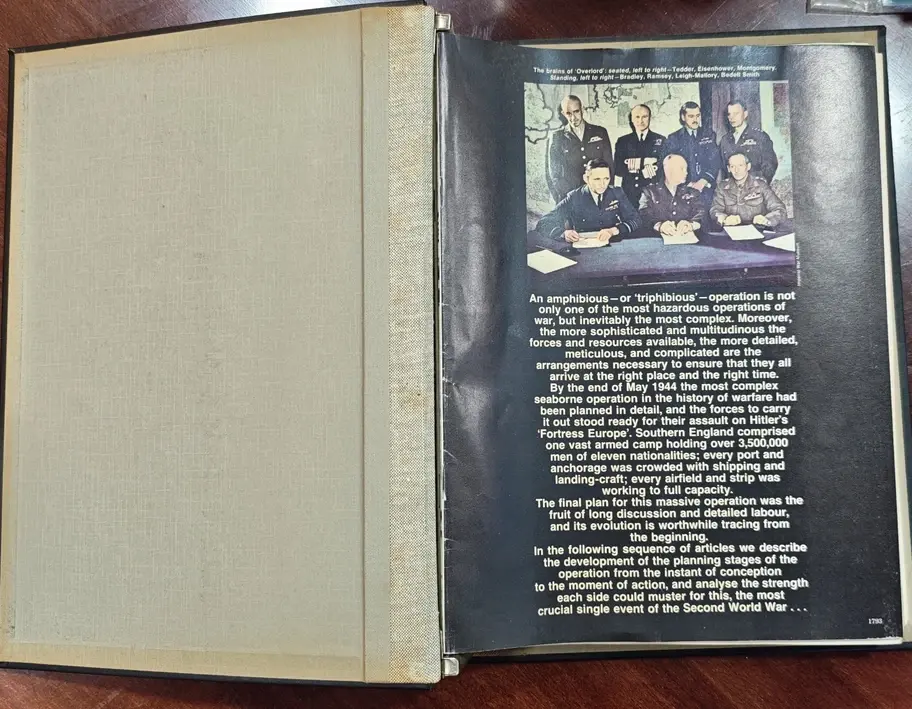 The brains of 'Overlord': seated, left to right—Tedder, Eisenhower, Montgomery.
Standing, left to right—Bradley, Ramsey, Leigh-Mallory, Bedell Smith
An amphibious—or 'triphibious'—operation is not
only one of the most hazardous operations of
war, but inevitably the most complex. Moreover,
the more sophisticated and multitudinous the
forces and resources available, the more detailed,
meticulous, and complicated are the
arrangements necessary to ensure that they all
arrive at the right place and the right time.
By the end of May 1944 the most complex
seaborne operation in the history of warfare had
been planned in detail, and the forces to carry
it out stood ready for their assault on Hitler's
'Fortress Europe'. Southern England comprised
one vast armed camp holding over 3,500,000
men of eleven nationalities; every port and
anchorage was crowded with shipping and
landing-craft; every airfield and strip was
working to full capacity.
The final plan for this massive operation was the
fruit of long discussion and detailed labour,
and its evolution is worthwhile tracing from
the beginning.
In the following sequence of articles we describe
the development of the planning stages of the
operation from the instant of conception
to the moment of action, and analyse the strength
each side could muster for this, the most
crucial single event of the Second World War . . .
1793